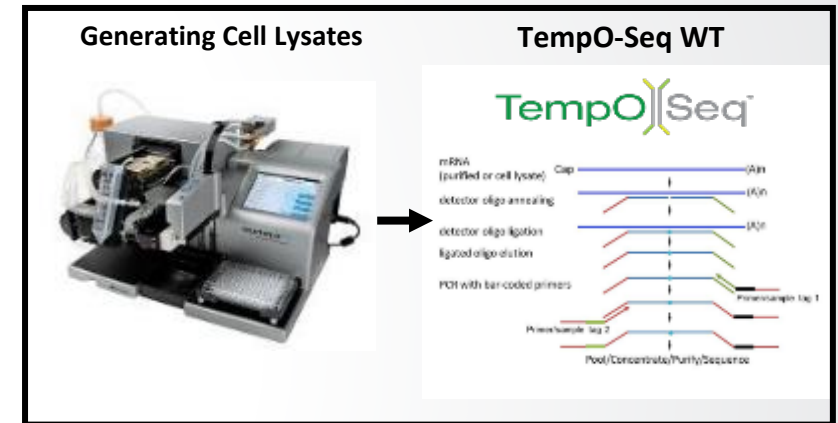 Generating Cell Lysates
TempO-Seq WT
TempO Seq™
mRNA
(purified or cell lysate)
Cap
(A)n
detector oligo annealing
(A)n
detector oligo ligation
(A)n
ligated oligo elution
PCR with bar-coded primers
Primer/sample tag 1
Primer/sample tag 2
Pool/Concentrate/Purify/Sequence